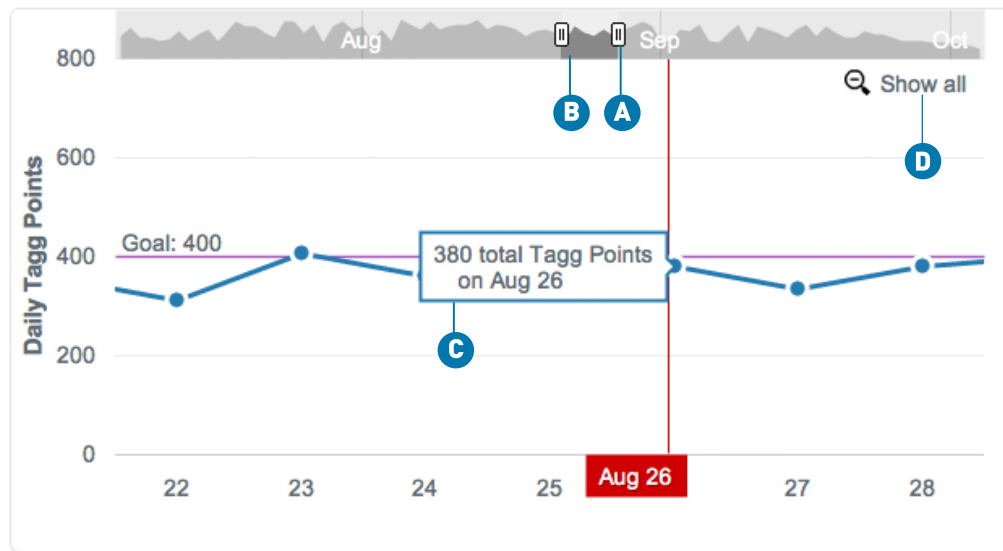 Aug
Sep
Oct
800
Show all
B
A
D
600
Daily Tagg Points
Goal: 400
400
380 total Tagg Points
on Aug 26
C
200
0
22
23
24
25
Aug 26
27
28